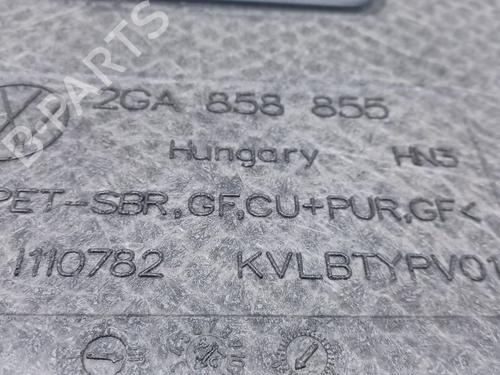 2GA 858 855
Hungary HN3
PET-SBR,GF,CU+PUR,GF<
1110782 KVLBTYPV01
B-PARTS